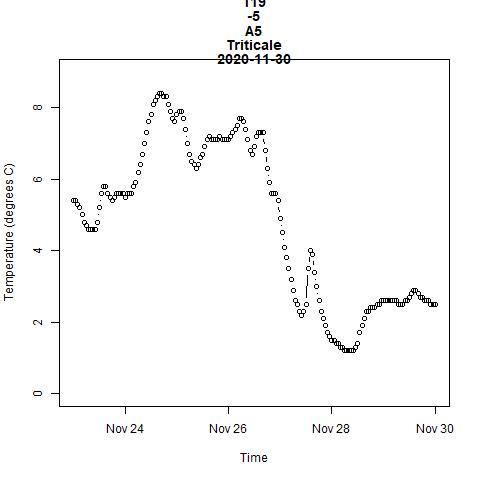 T19
-5
A5
Triticale
2020-11-30
Temperature (degrees C)
8
6
4
2
0
Nov 24
Nov 26
Nov 28
Nov 30
Time